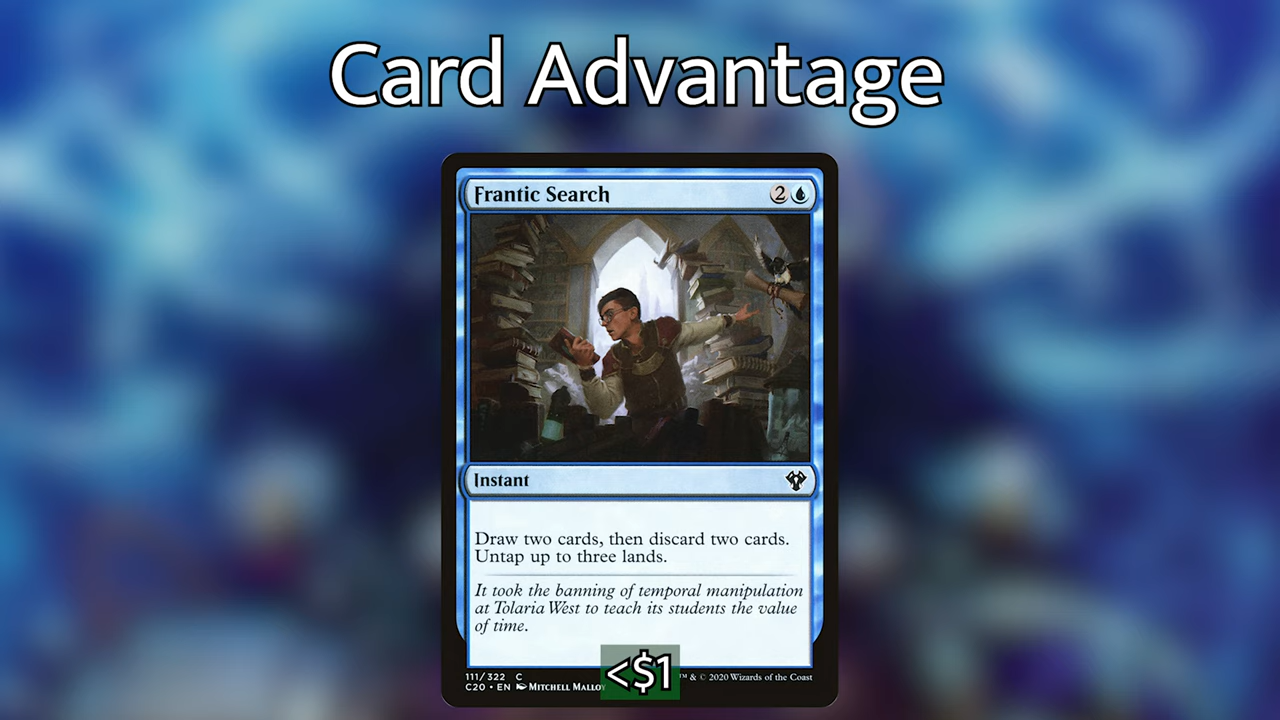 Card Advantage
Frantic Search 2
Instant
Draw two cards, then discard two cards.
Untap up to three lands.
It took the banning of temporal manipulation
at Tolaria West to teach its students the value
of time.
111/322 C
C20 • EN Mitchell Malloy ™ & © 2020 Wizards of the Coast
<$1